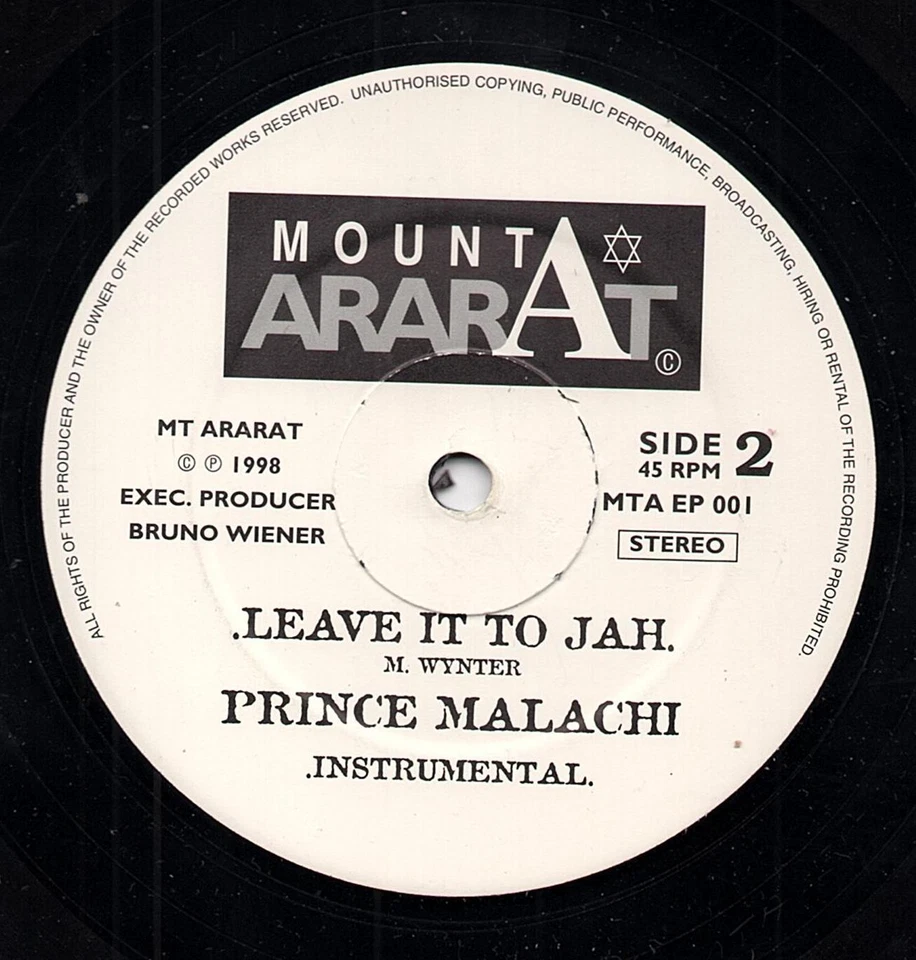 ALL RIGHTS OF THE PRODUCER AND THE OWNER OF THE RECORDED WORKS RESERVED. UNAUTHORISED COPYING, PUBLIC PERFORMANCE, BROADCASTING, HIRING OR RENTAL OF THE RECORDING PROHIBITED.
MOUNT
ARARAT
©
MT ARARAT
© ℗ 1998
EXEC. PRODUCER
BRUNO WIENER
SIDE 2
45 RPM
MTA EP 001
STEREO
.LEAVE IT TO JAH.
M. WYNTER
PRINCE MALACHI
.INSTRUMENTAL.